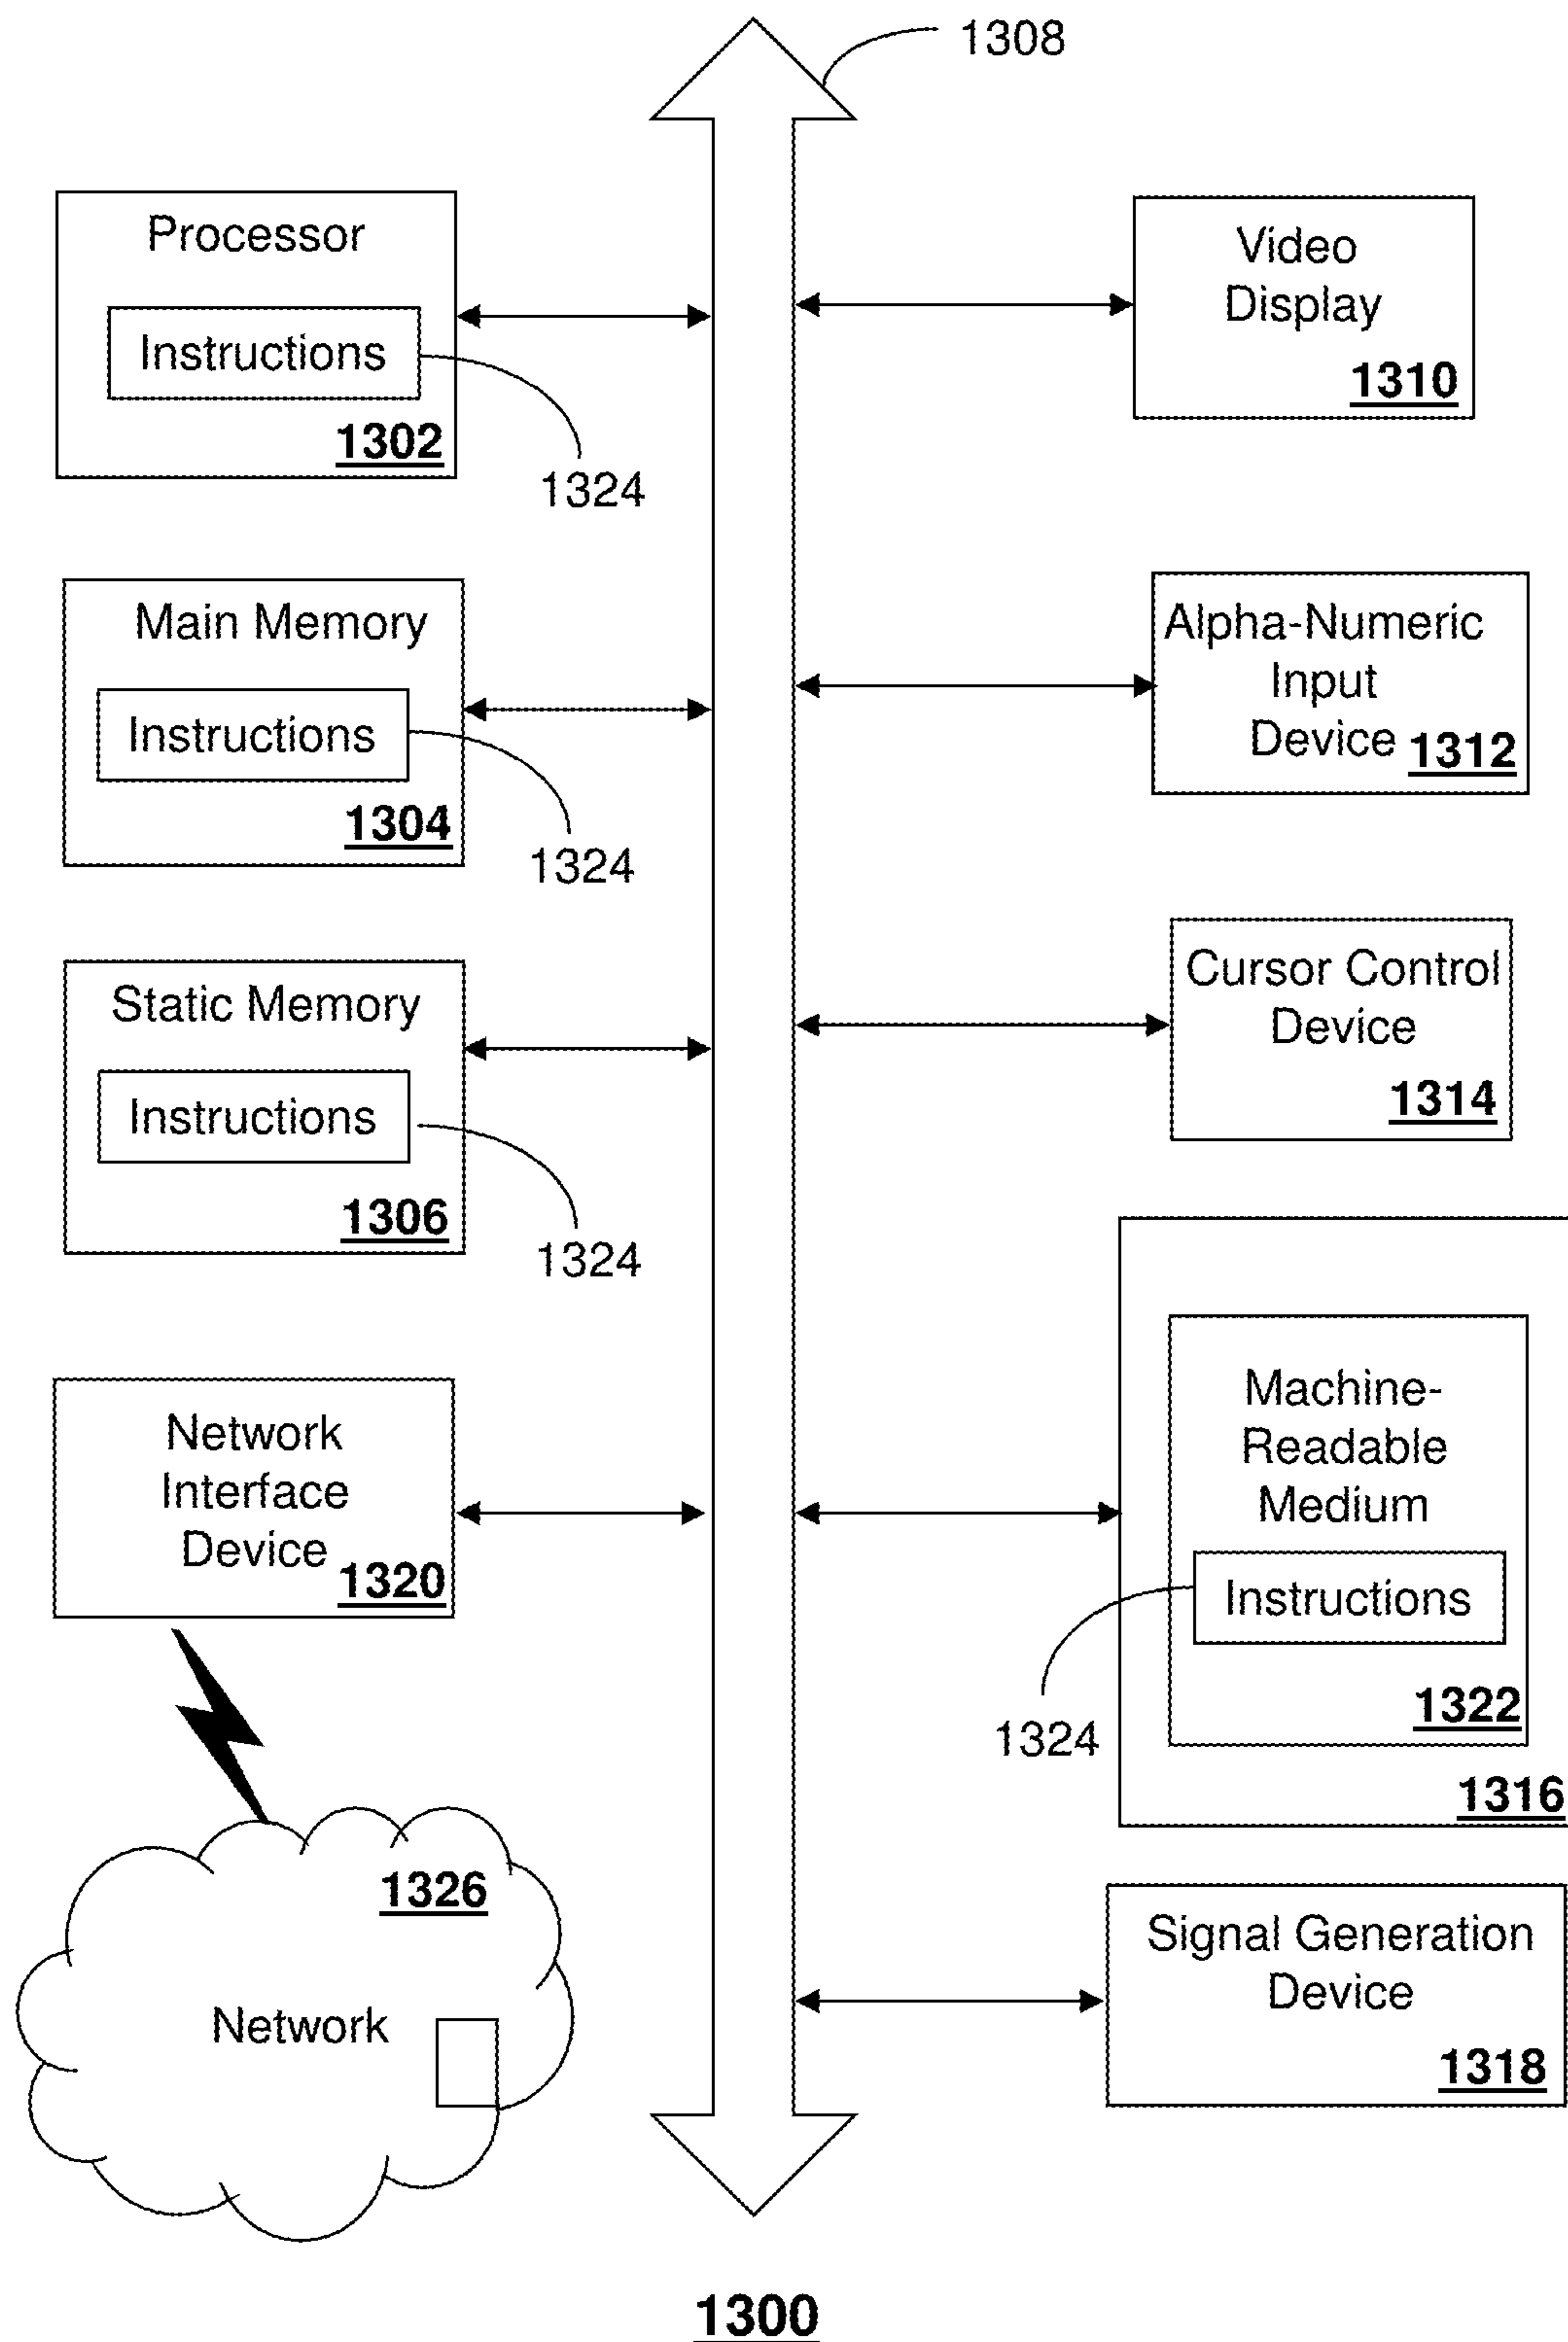 1308
Processor
Instructions
1302
1324
Main Memory
Instructions
1304
1324
Static Memory
Instructions
1306
1324
Network
Interface
Device
1320
1326
Network
Video
Display
1310
Alpha-Numeric
Input
Device
1312
Cursor Control
Device
1314
Machine-
Readable
Medium
Instructions
1324
1322
1316
Signal Generation
Device
1318
1300